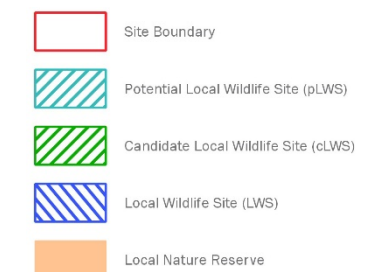 Site Boundary
Potential Local Wildlife Site (pLWS)
Candidate Local Wildlife Site (cLWS)
Local Wildlife Site (LWS)
Local Nature Reserve